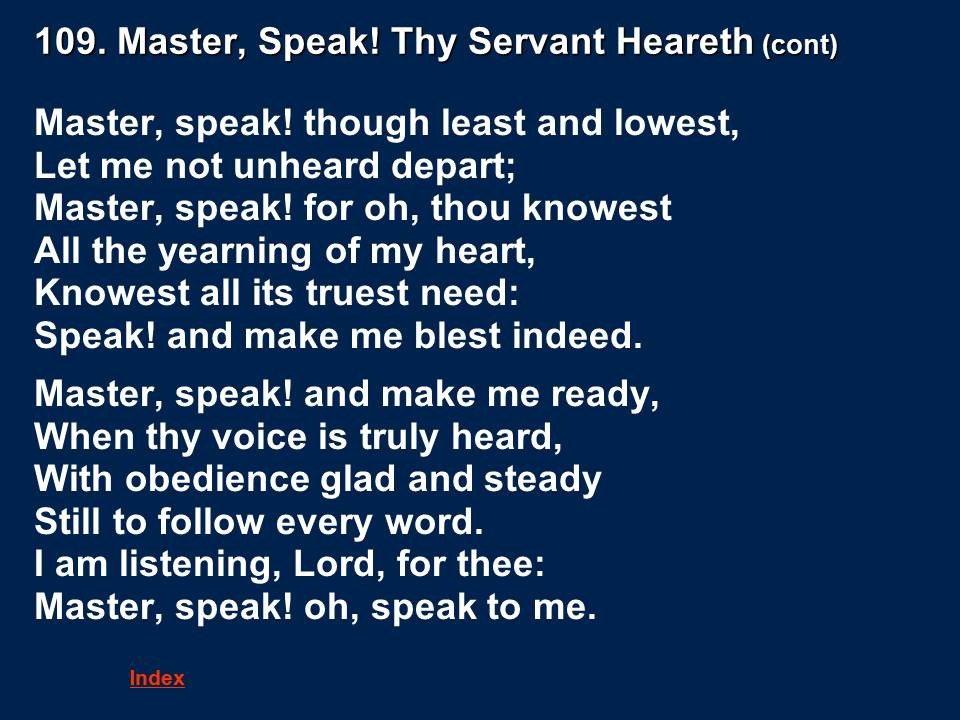 109. Master, Speak! Thy Servant Heareth (cont)
Master, speak! though least and lowest,
Let me not unheard depart;
Master, speak! for oh, thou knowest
All the yearning of my heart,
Knowest all its truest need:
Speak! and make me blest indeed.
Master, speak! and make me ready,
When thy voice is truly heard,
With obedience glad and steady
Still to follow every word.
I am listening, Lord, for thee:
Master, speak! oh, speak to me.
Index